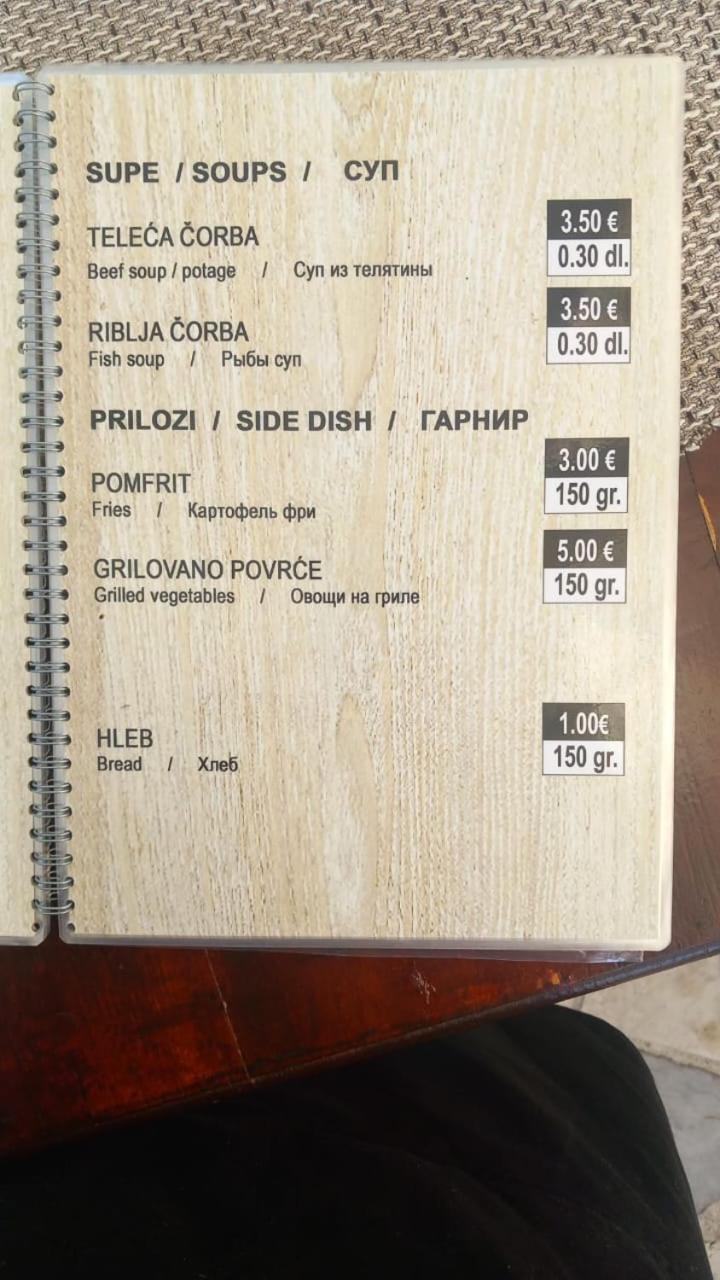 SUPE / SOUPS / СУП
TELEĆA ČORBA
Beef soup / potage / Суп из телятины
3.50 €
0.30 dl.
RIBLJA ČORBA
Fish soup / Рыбы суп
3.50 €
0.30 dl.
PRILOZI / SIDE DISH / ГАРНИР
POMFRIT
Fries / Картофель фри
3.00 €
150 gr.
GRILOVANO POVRĆE
Grilled vegetables / Овощи на гриле
5.00 €
150 gr.
HLEB
Bread / Хлеб
1.00€
150 gr.